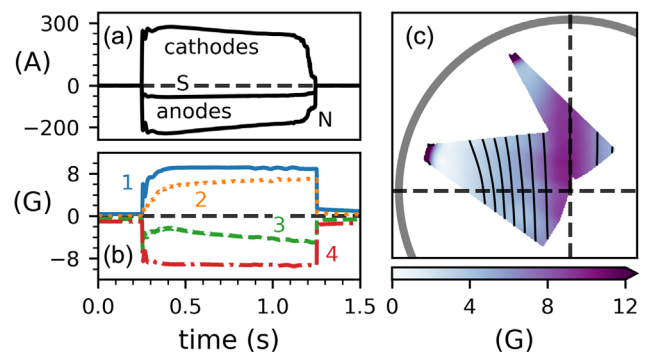 300
(A)
0
−200
(a)
cathodes
S
anodes
N
8
(G)
0
−8
1
2
3
4
(b)
0.0 0.5 1.0 1.5
time (s)
(c)
0 4 8 12
(G)